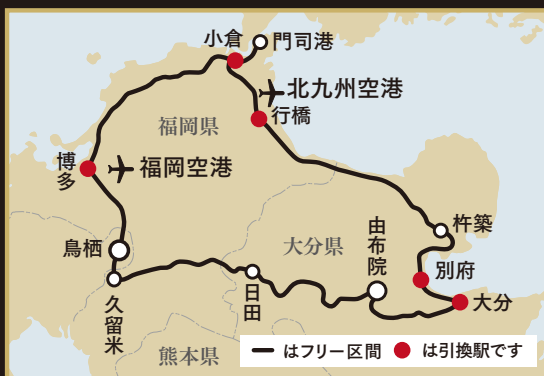 小倉
門司港
北九州空港
行橋
福岡県
博多
福岡空港
鳥栖
久留米
日田
大分県
由布院
杵築
別府
大分
熊本県
はフリー区間 は引換駅です